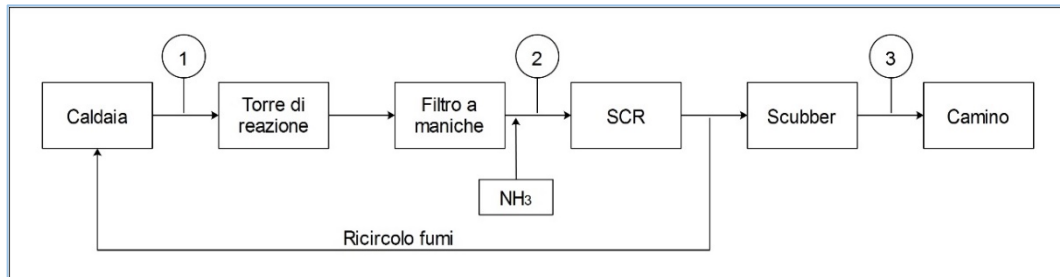 1
2
3
Caldaia
Torre di
reazione
Filtro a
maniche
SCR
Scubber
Camino
NH3
Ricircolo fumi